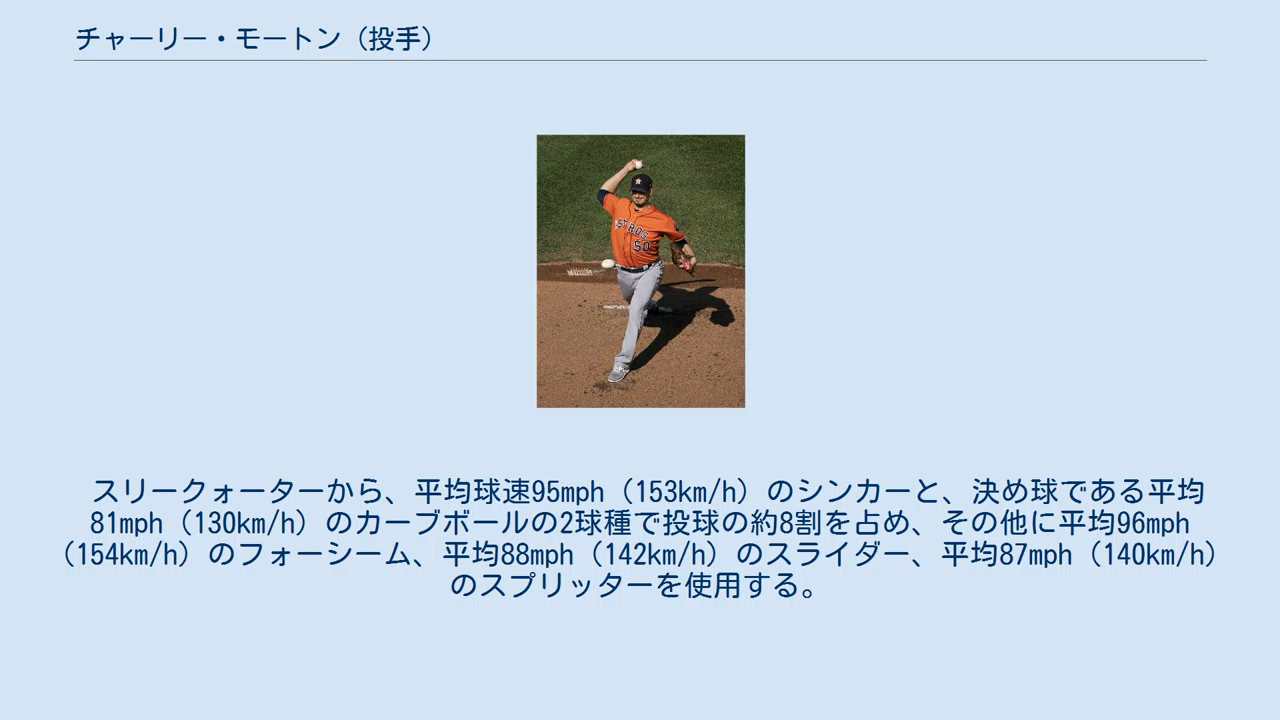 チャーリー・モートン（投手）
ASTROS
50
スリークォーターから、平均球速95mph（153km/h）のシンカーと、決め球である平均
81mph（130km/h）のカーブボールの2球種で投球の約8割を占め、その他に平均96mph
（154km/h）のフォーシーム、平均88mph（142km/h）のスライダー、平均87mph（140km/h）
のスプリッターを使用する。